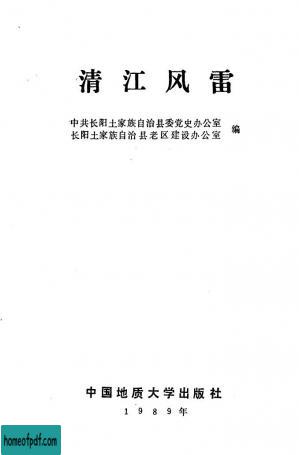 清江风雷
中共长阳土家族自治县委党史办公室
长阳土家族自治县老区建设办公室
编
中国地质大学出版社
1989年
homeofpdf.com